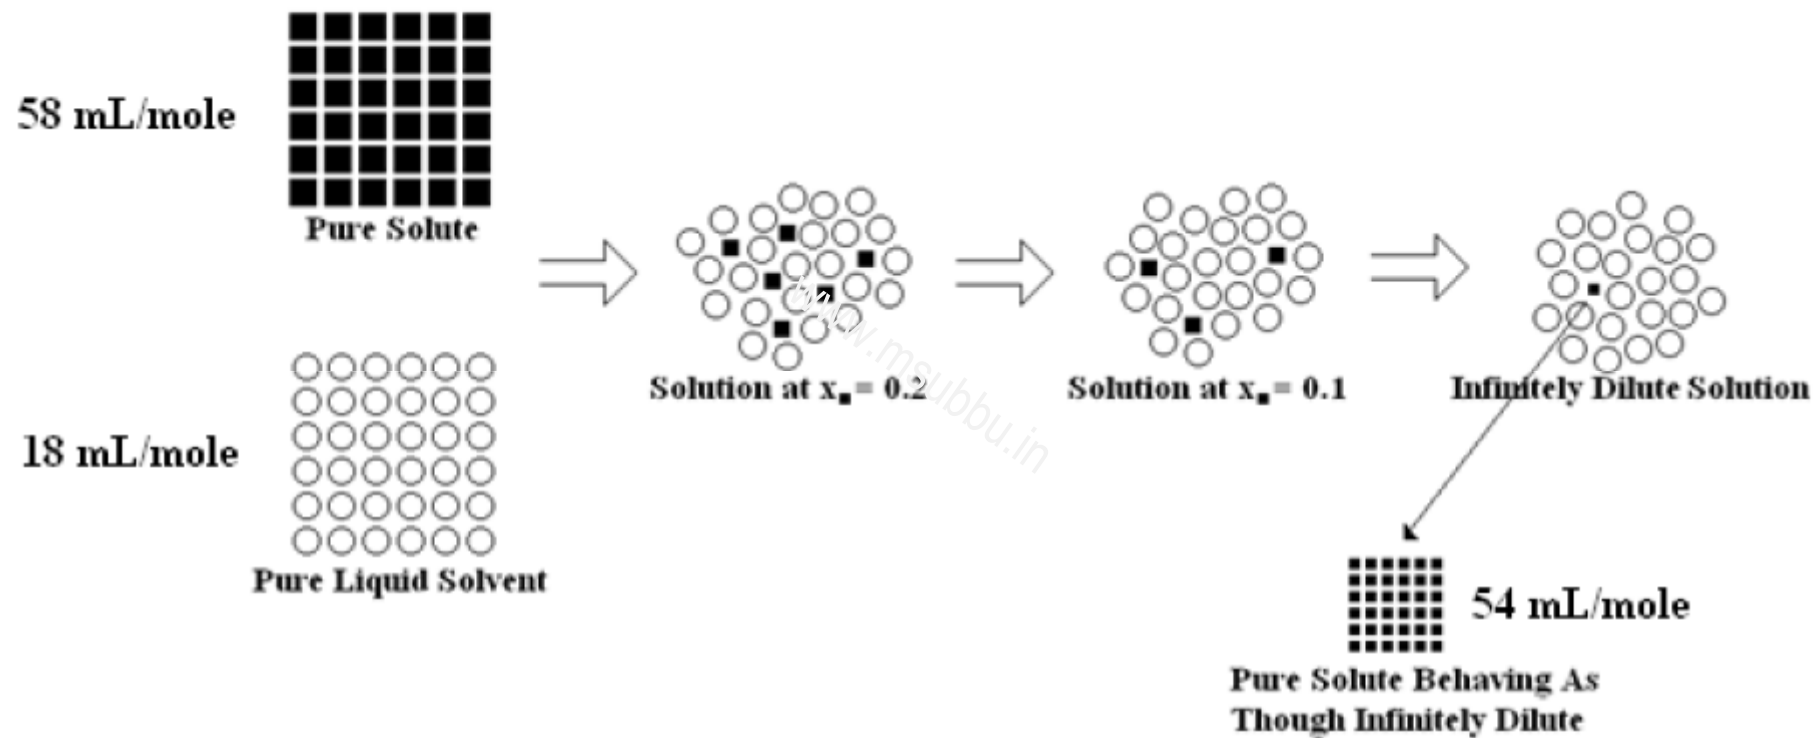 58 mL/mole
Pure Solute
18 mL/mole
Pure Liquid Solvent
Solution at x■= 0.2
Solution at x■= 0.1
Infinitely Dilute Solution
54 mL/mole
Pure Solute Behaving As
Though Infinitely Dilute
www.msubbu.in